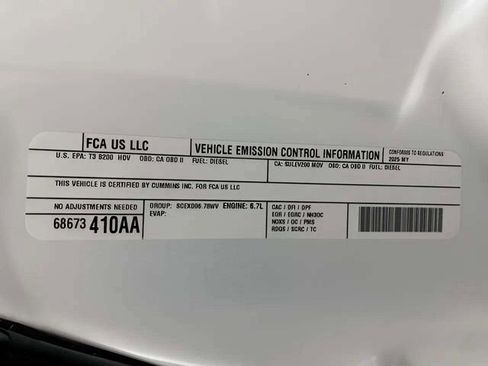 FCA US LLC
VEHICLE EMISSION CONTROL INFORMATION
CONFORMS TO REGULATIONS
2025 MY
U.S. EPA: T3 B200 HDV OBD: CA OBD II FUEL: DIESEL
CA: SULEV200 MDV OBD: CA OBD II FUEL: DIESEL
THIS VEHICLE IS CERTIFIED BY CUMMINS INC. FOR FCA US LLC
NO ADJUSTMENTS NEEDED
68673 410AA
GROUP: SCEXD06.78WV ENGINE: 6.7L
EVAP:
CAC / DFI / DPF
EGR / EGRC / NH3OC
NOXS / OC / PMS
RDQS / SCRC / TC